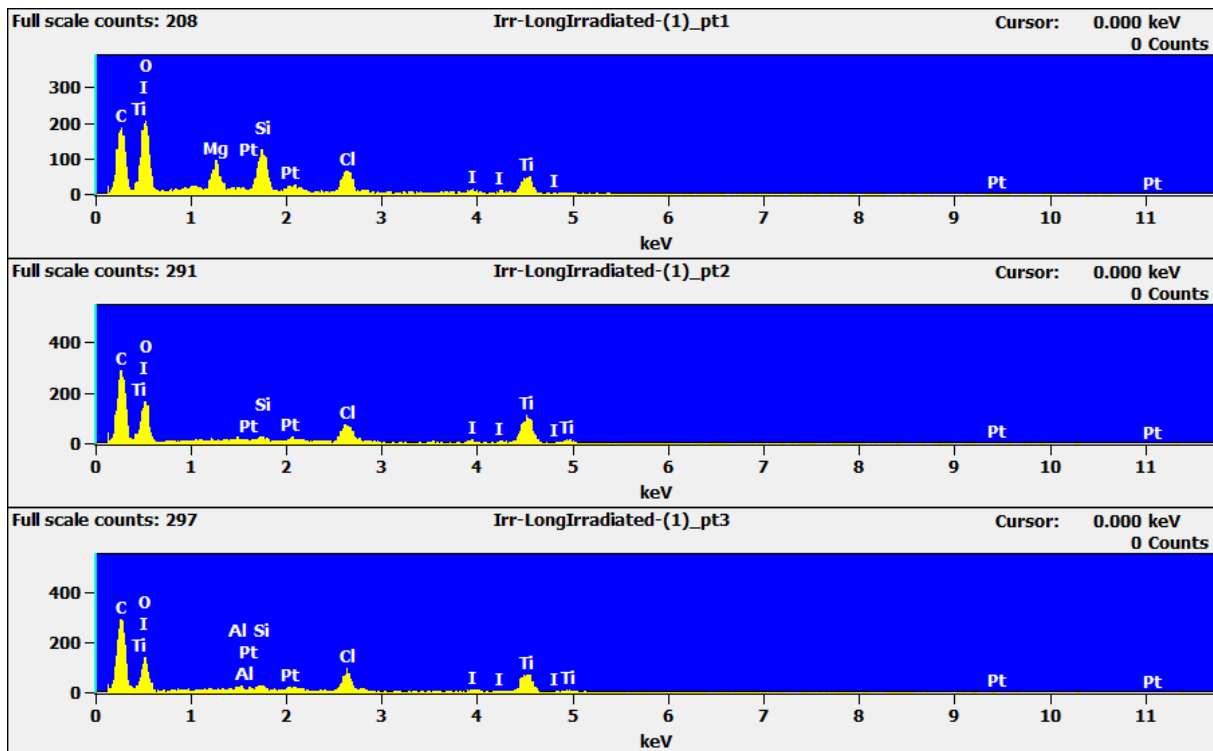 Full scale counts: 208 Irr-LongIrradiated-(1)_pt1 Cursor: 0.000 keV
0 Counts
O
300 I
C Ti
200 Si
Mg Pt
100 Pt Cl Ti
I I I Pt Pt
0
0 1 2 3 4 5 6 7 8 9 10 11
keV
Full scale counts: 291 Irr-LongIrradiated-(1)_pt2 Cursor: 0.000 keV
0 Counts
400
O
C I
Ti Ti
200 Si Cl
Pt Pt I I I Ti Pt Pt
0
0 1 2 3 4 5 6 7 8 9 10 11
keV
Full scale counts: 297 Irr-LongIrradiated-(1)_pt3 Cursor: 0.000 keV
0 Counts
400
C O
I Al Si
Ti Pt Cl Ti
200
Al Pt I I I Ti Pt Pt
0
0 1 2 3 4 5 6 7 8 9 10 11
keV